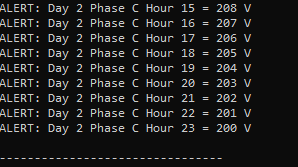 ALERT: Day 2 Phase C Hour 15 = 208 V
ALERT: Day 2 Phase C Hour 16 = 207 V
ALERT: Day 2 Phase C Hour 17 = 206 V
ALERT: Day 2 Phase C Hour 18 = 205 V
ALERT: Day 2 Phase C Hour 19 = 204 V
ALERT: Day 2 Phase C Hour 20 = 203 V
ALERT: Day 2 Phase C Hour 21 = 202 V
ALERT: Day 2 Phase C Hour 22 = 201 V
ALERT: Day 2 Phase C Hour 23 = 200 V
--------------------------------